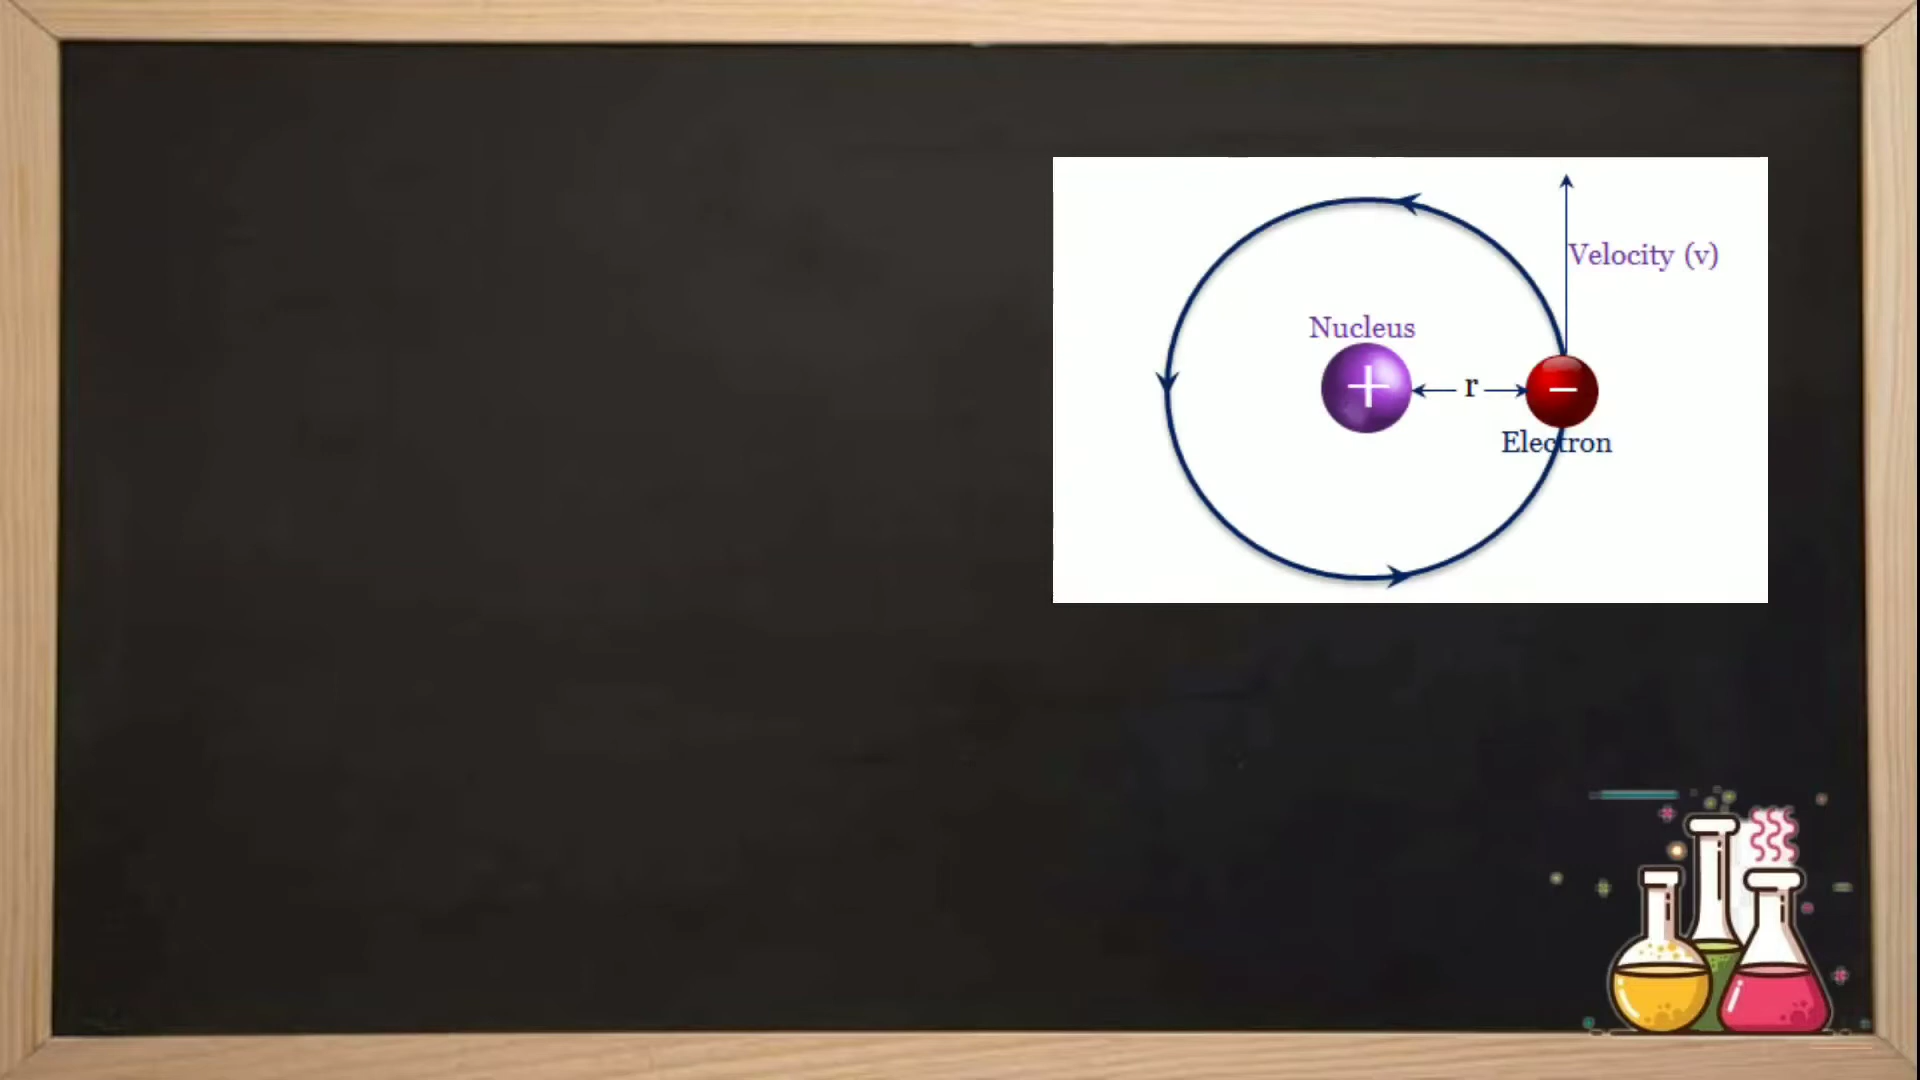 Velocity (v)
Nucleus
+
r
−
Electron